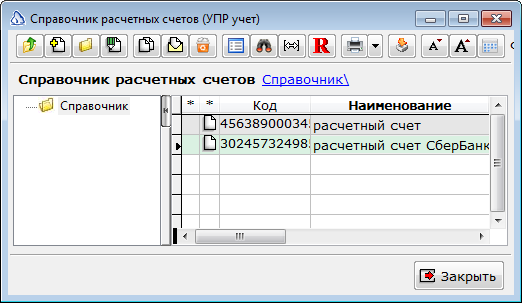 Справочник расчетных счетов (УПР учет)
R A A
Справочник расчетных счетов Справочник\
Справочник
* * Код Наименование
45638900034 расчетный счет
30245732498 расчетный счет СберБанк
Закрыть